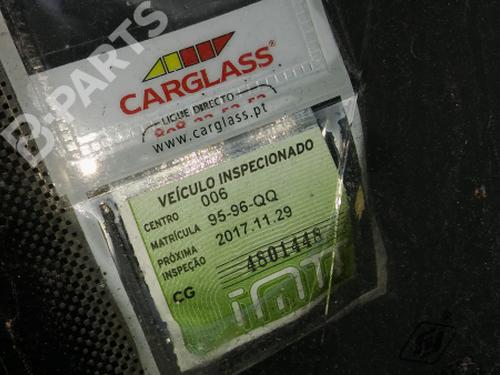 B-PARTS
CARGLASS®
LIGUE DIRECTO
www.carglass.pt
VEÍCULO INSPECIONADO
CENTRO 006
MATRÍCULA 95-96-QQ
PRÓXIMA INSPEÇÃO 2017.11.29
CG 4801448
imt